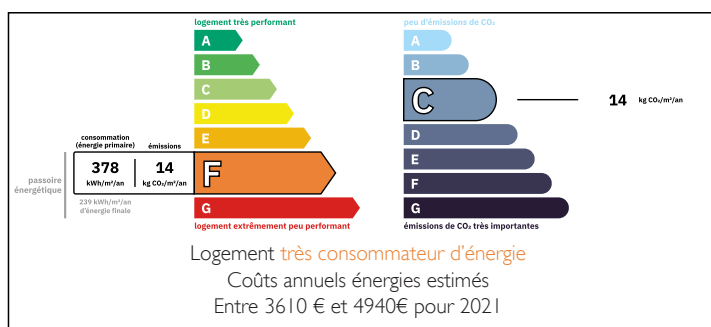 logement très performant
A
B
C
D
E
F
G
logement extrêmement peu performant
consommation
(énergie primaire)
émissions
378
kWh/m²/an
14
kg CO₂/m²/an
passoire
énergétique
239 kWh/m²/an
d'énergie finale
peu d'émissions de CO₂
A
B
C
14 kg CO₂/m²/an
D
E
F
G
émissions de CO₂ très importantes
Logement très consommateur d'énergie
Coûts annuels énergies estimés
Entre 3610 € et 4940€ pour 2021